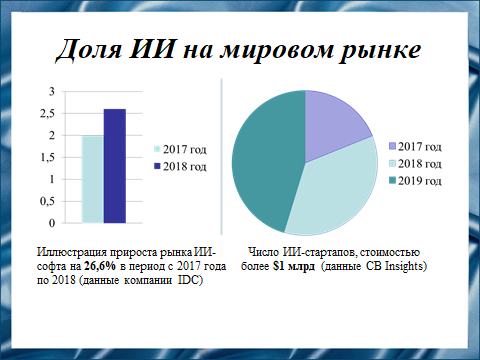 Доля ИИ на мировом рынке
3
2,5
2
1,5
1
0,5
0
2017 год
2018 год
2017 год
2018 год
2019 год
Иллюстрация прироста рынка ИИ-
софта на 26,6% в период с 2017 года
по 2018 (данные компании IDC)
Число ИИ-стартапов, стоимостью
более $1 млрд (данные CB Insights)